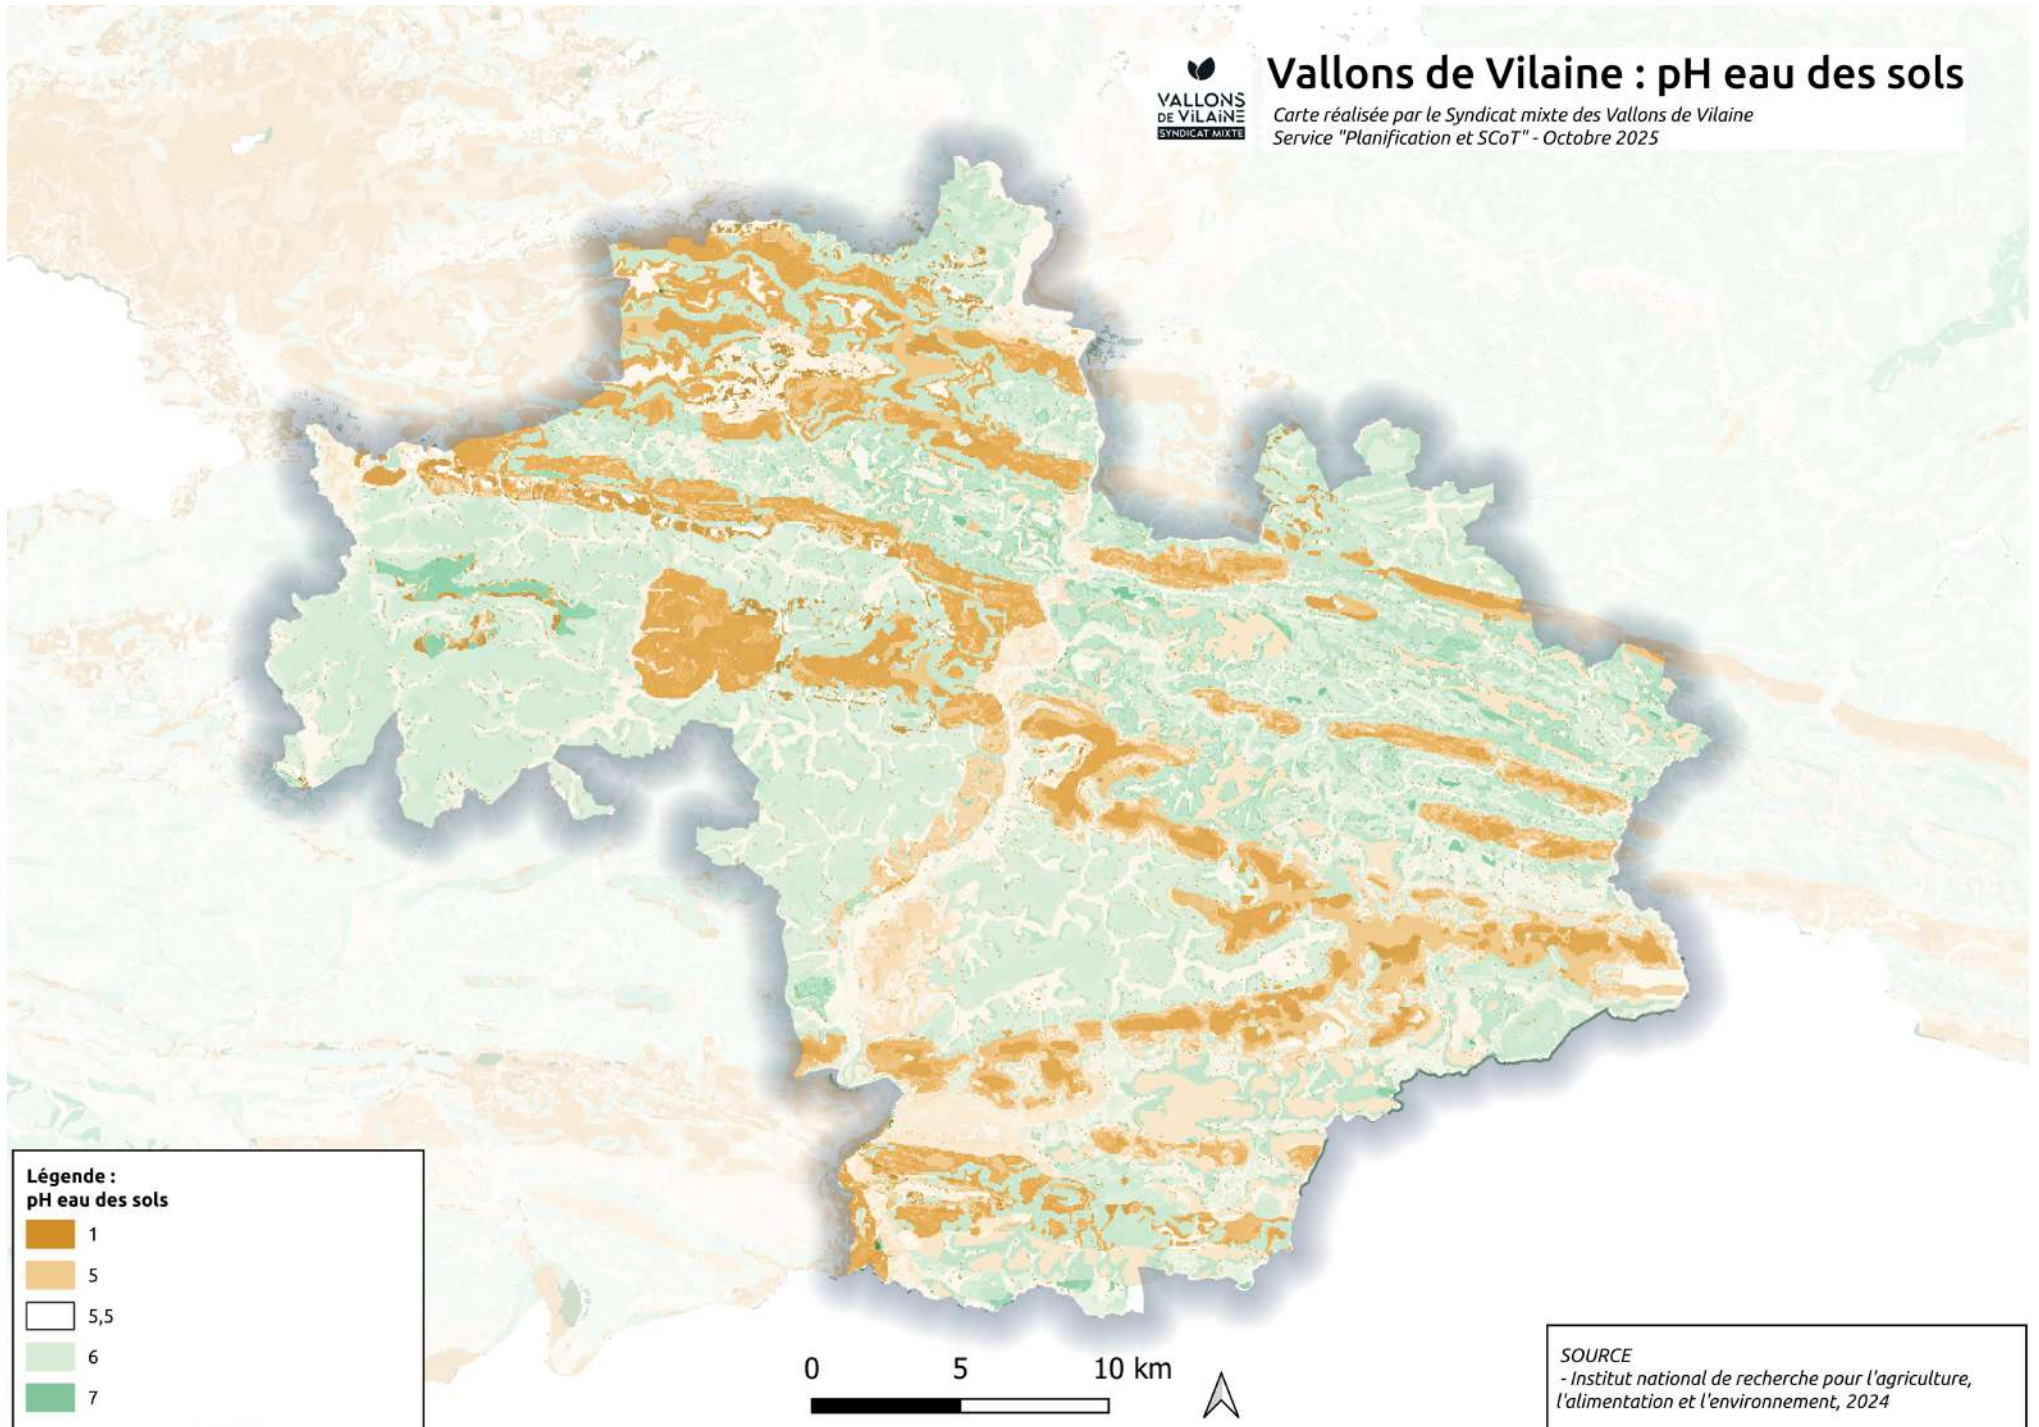 VALLONS
DE VILAINE
SYNDICAT MIXTE
Vallons de Vilaine : pH eau des sols
Carte réalisée par le Syndicat mixte des Vallons de Vilaine
Service "Planification et SCoT" - Octobre 2025
Légende :
pH eau des sols
1
5
5,5
6
7
0 5 10 km
SOURCE
- Institut national de recherche pour l'agriculture,
l'alimentation et l'environnement, 2024